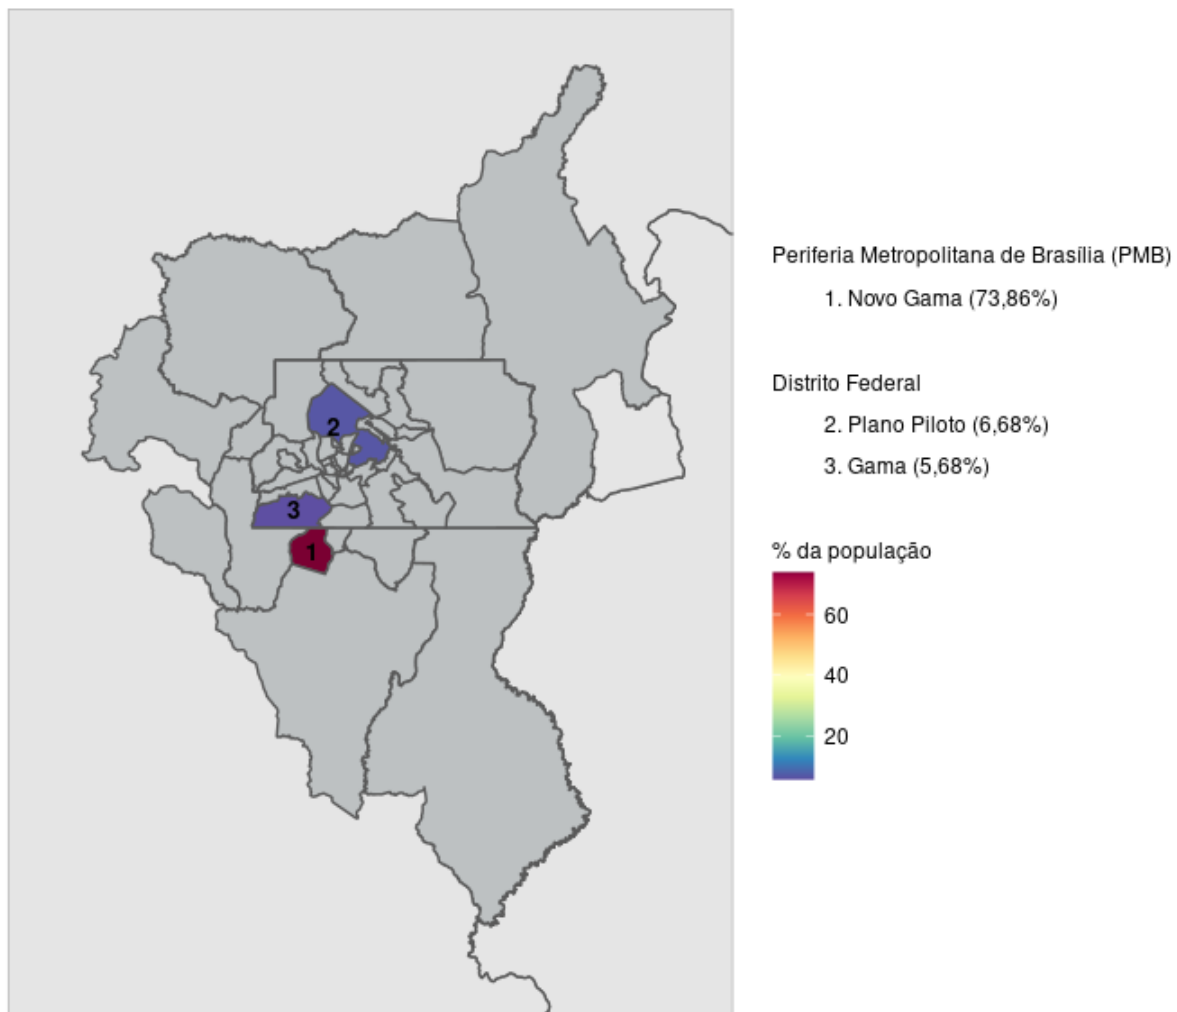 Periferia Metropolitana de Brasília (PMB)
1. Novo Gama (73,86%)
Distrito Federal
2. Plano Piloto (6,68%)
3. Gama (5,68%)
% da população
60
40
20
2
3
1